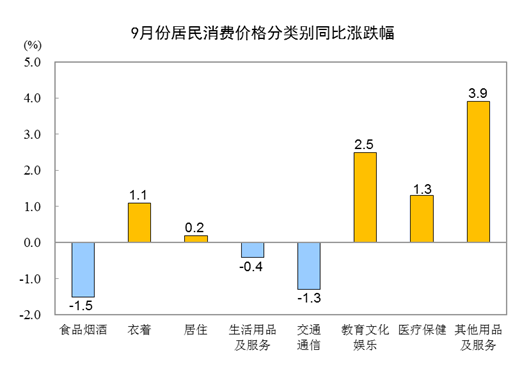 9月份居民消费价格分类别同比涨跌幅
(%)
5.0
4.0
3.0
2.0
1.0
0.0
-1.0
-2.0
-1.5
1.1
0.2
-0.4
-1.3
2.5
1.3
3.9
食品烟酒
衣着
居住
生活用品
及服务
交通
通信
教育文化
娱乐
医疗保健
其他用品
及服务